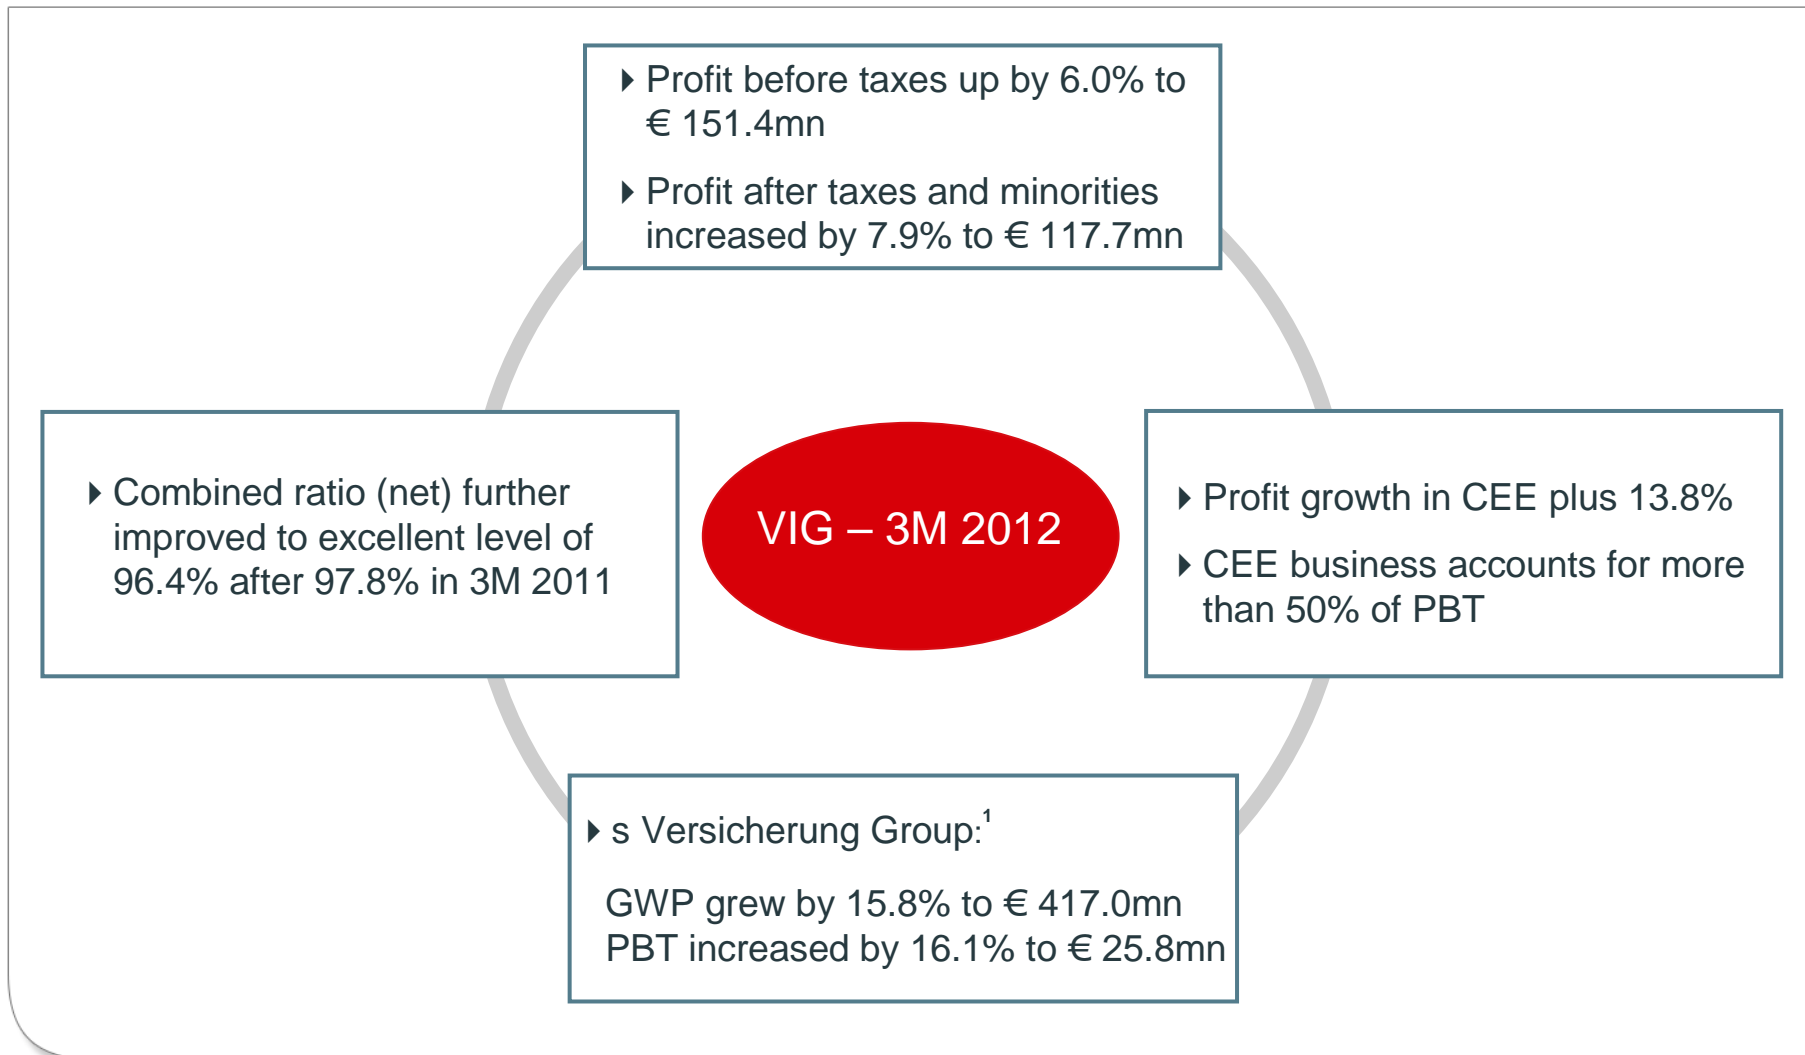 ▶ Profit before taxes up by 6.0% to
€ 151.4mn
▶ Profit after taxes and minorities
increased by 7.9% to € 117.7mn
▶ Combined ratio (net) further
improved to excellent level of
96.4% after 97.8% in 3M 2011
VIG – 3M 2012
▶ Profit growth in CEE plus 13.8%
▶ CEE business accounts for more
than 50% of PBT
▶ s Versicherung Group:¹
GWP grew by 15.8% to € 417.0mn
PBT increased by 16.1% to € 25.8mn